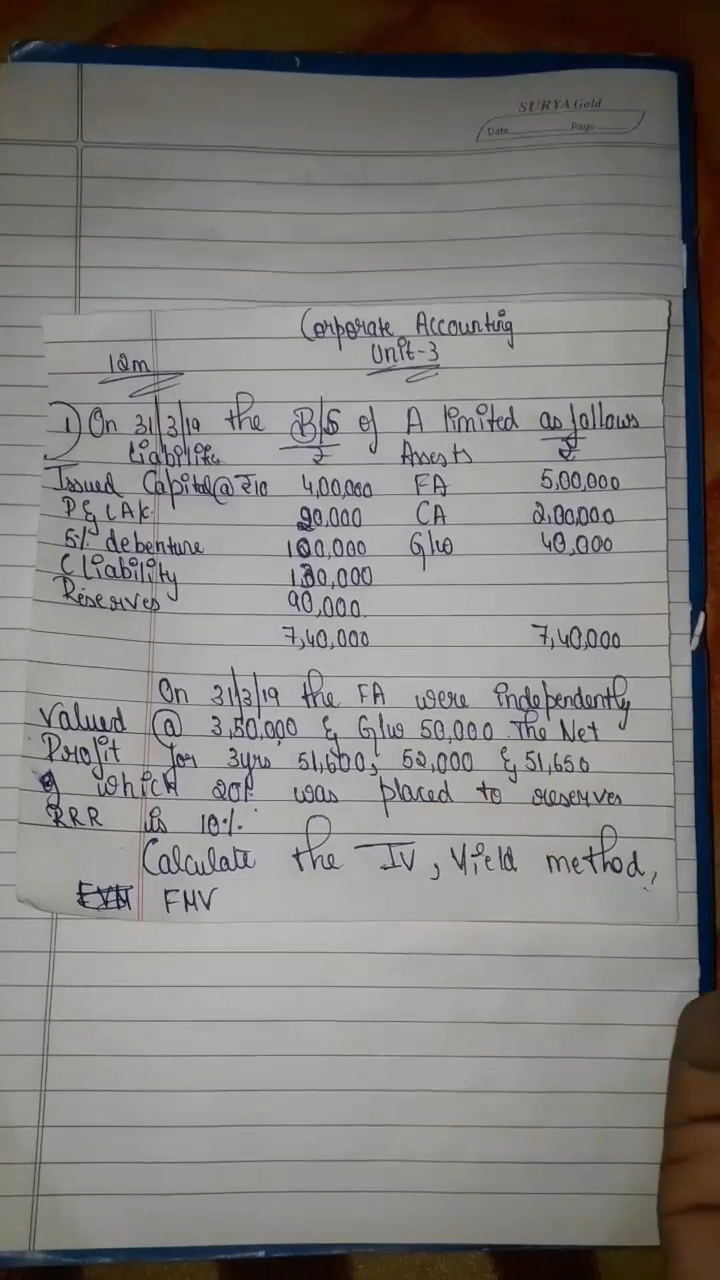 SURYA Gold
Date Page
Corporate Accounting
12m Unit-3
1) On 31/3/19 the B/S of A limited as follows
Liability ₹ Assests ₹
Issued Capital @ ₹10 4,00,000 FA 5,00,000
P & L A/c 20,000 CA 2,00,000
5% debenture 100,000 G/w 40,000
C liability 130,000
Reserves 90,000
7,40,000 7,40,000
On 31/3/19 the FA were independently
Valued @ 3,50,000 & G/w 50,000. The Net
Profit for 3yrs 51,600, 52,000 & 51,650
of which 20% was placed to reserves
RRR is 10%.
Calculate the IV, Yield method,
FMV